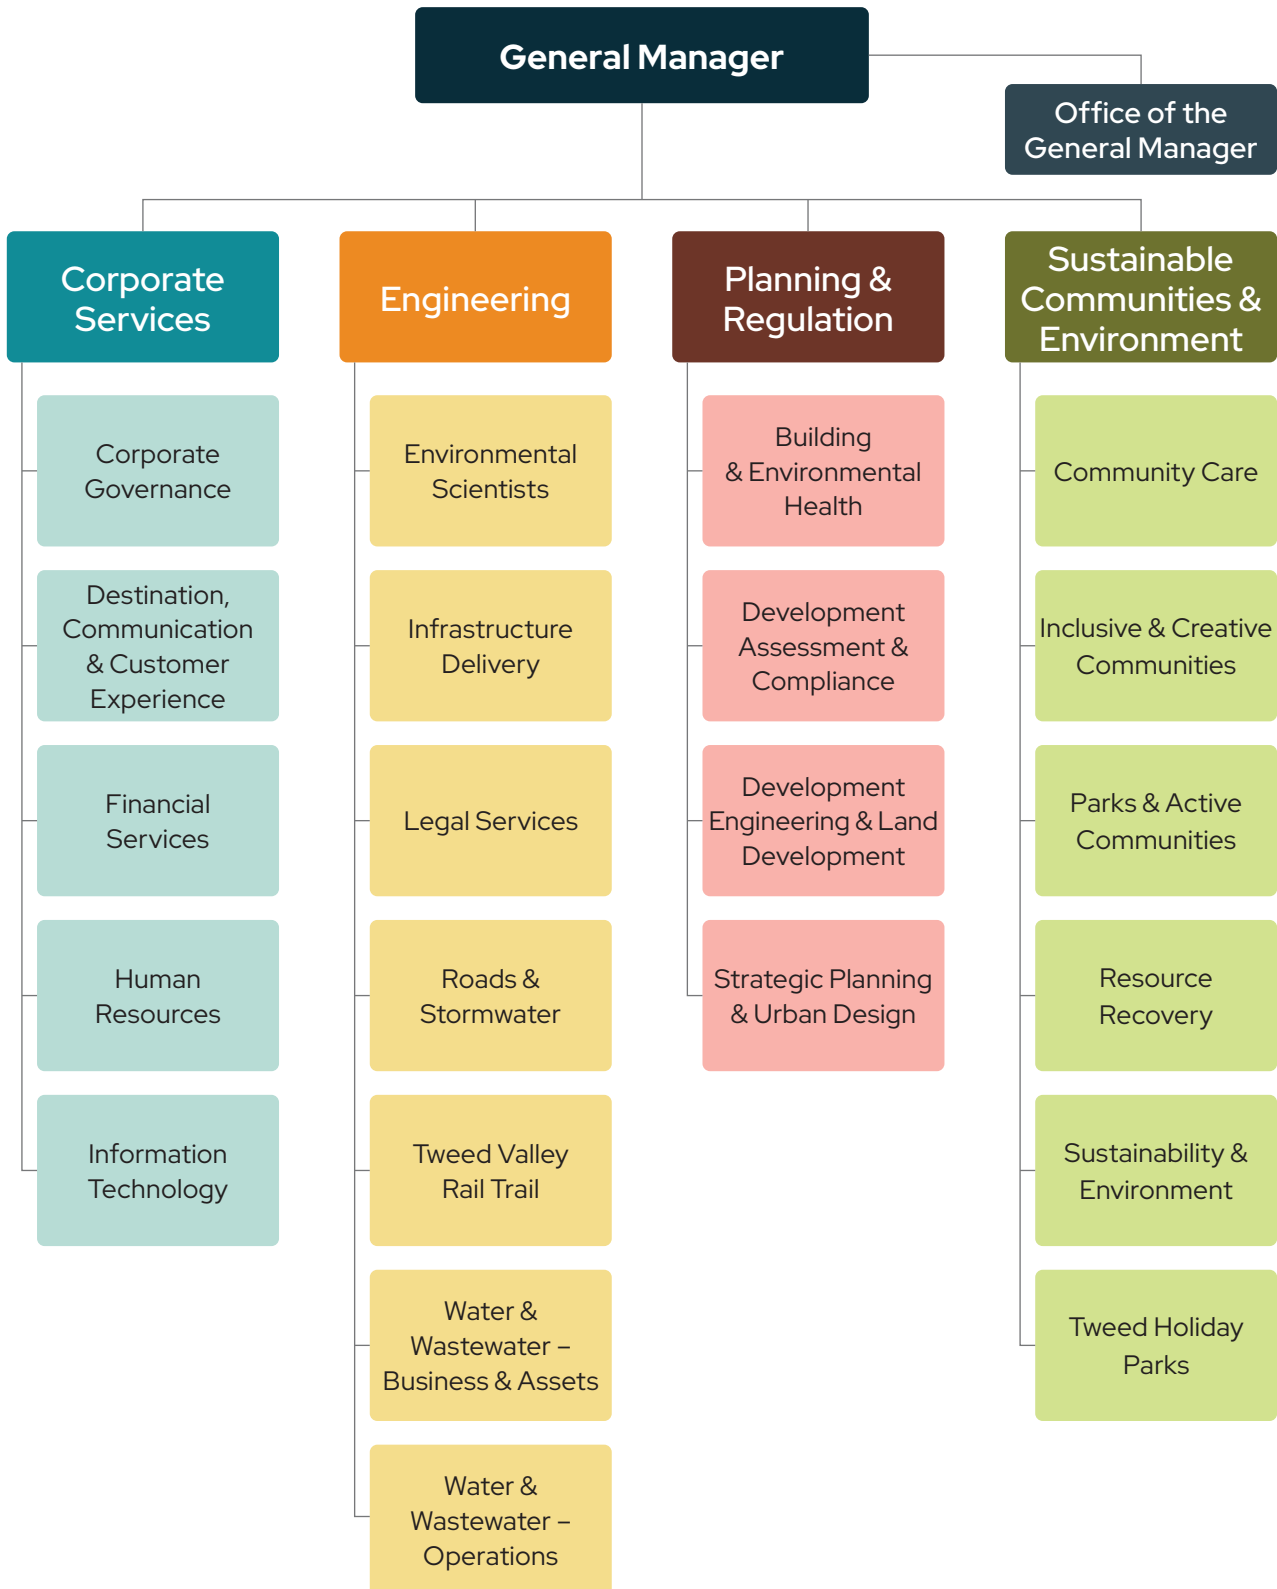 General Manager
Office of the
General Manager
Corporate
Services
Corporate
Governance
Destination,
Communication
& Customer
Experience
Financial
Services
Human
Resources
Information
Technology
Engineering
Environmental
Scientists
Infrastructure
Delivery
Legal Services
Roads &
Stormwater
Tweed Valley
Rail Trail
Water &
Wastewater –
Business & Assets
Water &
Wastewater –
Operations
Planning &
Regulation
Building
& Environmental
Health
Development
Assessment &
Compliance
Development
Engineering & Land
Development
Strategic Planning
& Urban Design
Sustainable
Communities &
Environment
Community Care
Inclusive & Creative
Communities
Parks & Active
Communities
Resource
Recovery
Sustainability &
Environment
Tweed Holiday
Parks